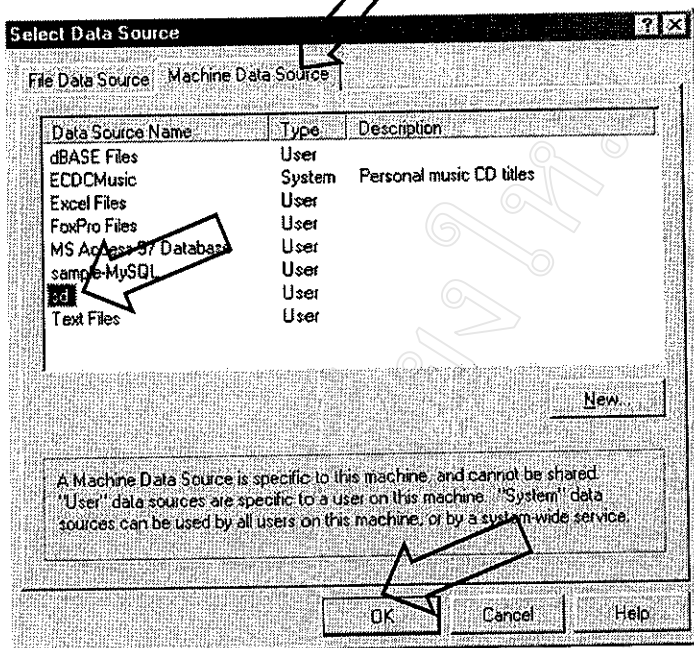 Select Data Source
File Data Source Machine Data Source
Data Source Name Type Description
dBASE Files User
ECDCMusic System Personal music CD titles
Excel Files User
FoxPro Files User
MS Access 97 Database User
sample-MySQL User
User
Text Files User
New...
A Machine Data Source is specific to this machine, and cannot be shared.
"User" data sources are specific to a user on this machine. "System" data
sources can be used by all users on this machine, or by a system-wide service.
OK Cancel Help